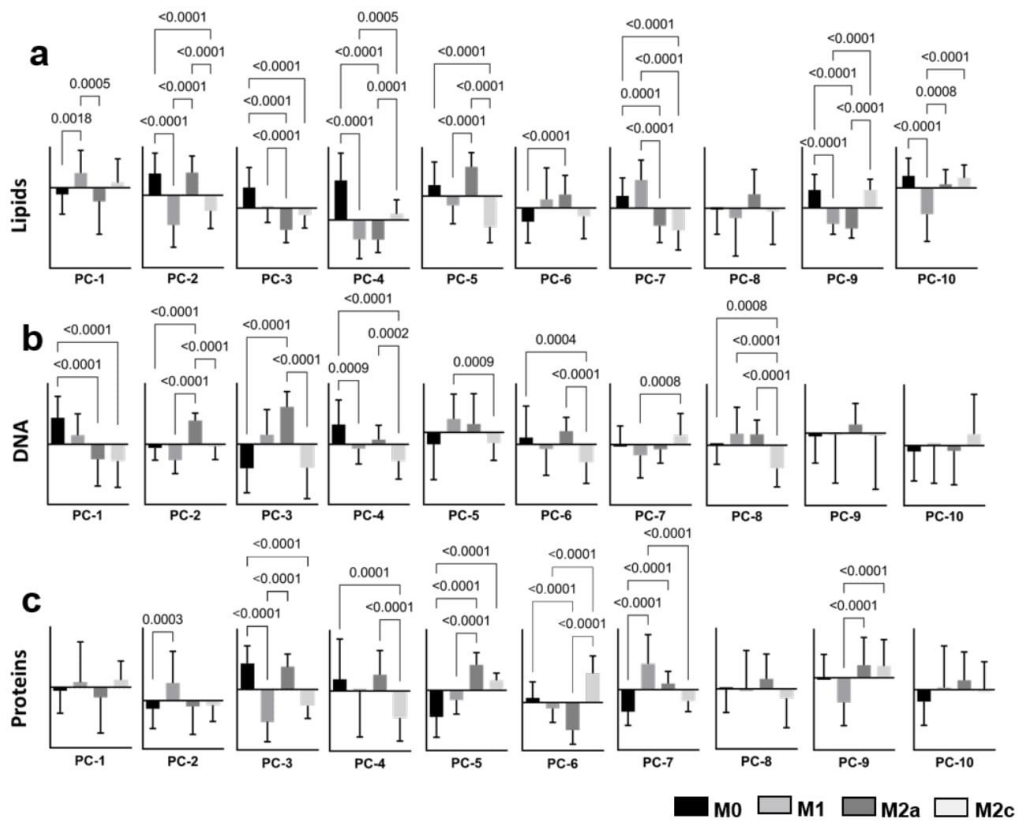 a
<0.0001 0.0005
<0.0001 <0.0001
<0.0001 <0.0001 <0.0001 <0.0001 <0.0001
0.0005 <0.0001 <0.0001 0.0001 <0.0001 0.0001 <0.0001 0.0008
0.0018 <0.0001 <0.0001 <0.0001 <0.0001 <0.0001 <0.0001 <0.0001 <0.0001 <0.0001
Lipids
PC-1 PC-2 PC-3 PC-4 PC-5 PC-6 PC-7 PC-8 PC-9 PC-10
b
<0.0001 <0.0001 <0.0001 <0.0001 0.0004 0.0008
<0.0001 <0.0001 <0.0001 0.0009 0.0002 0.0009 <0.0001 0.0008 <0.0001
<0.0001 <0.0001
DNA
PC-1 PC-2 PC-3 PC-4 PC-5 PC-6 PC-7 PC-8 PC-9 PC-10
c
<0.0001 <0.0001 <0.0001 <0.0001
<0.0001 0.0001 <0.0001 <0.0001 <0.0001 <0.0001
0.0003 <0.0001 <0.0001 <0.0001 <0.0001 <0.0001 <0.0001
Proteins
PC-1 PC-2 PC-3 PC-4 PC-5 PC-6 PC-7 PC-8 PC-9 PC-10
M0 M1 M2a M2c